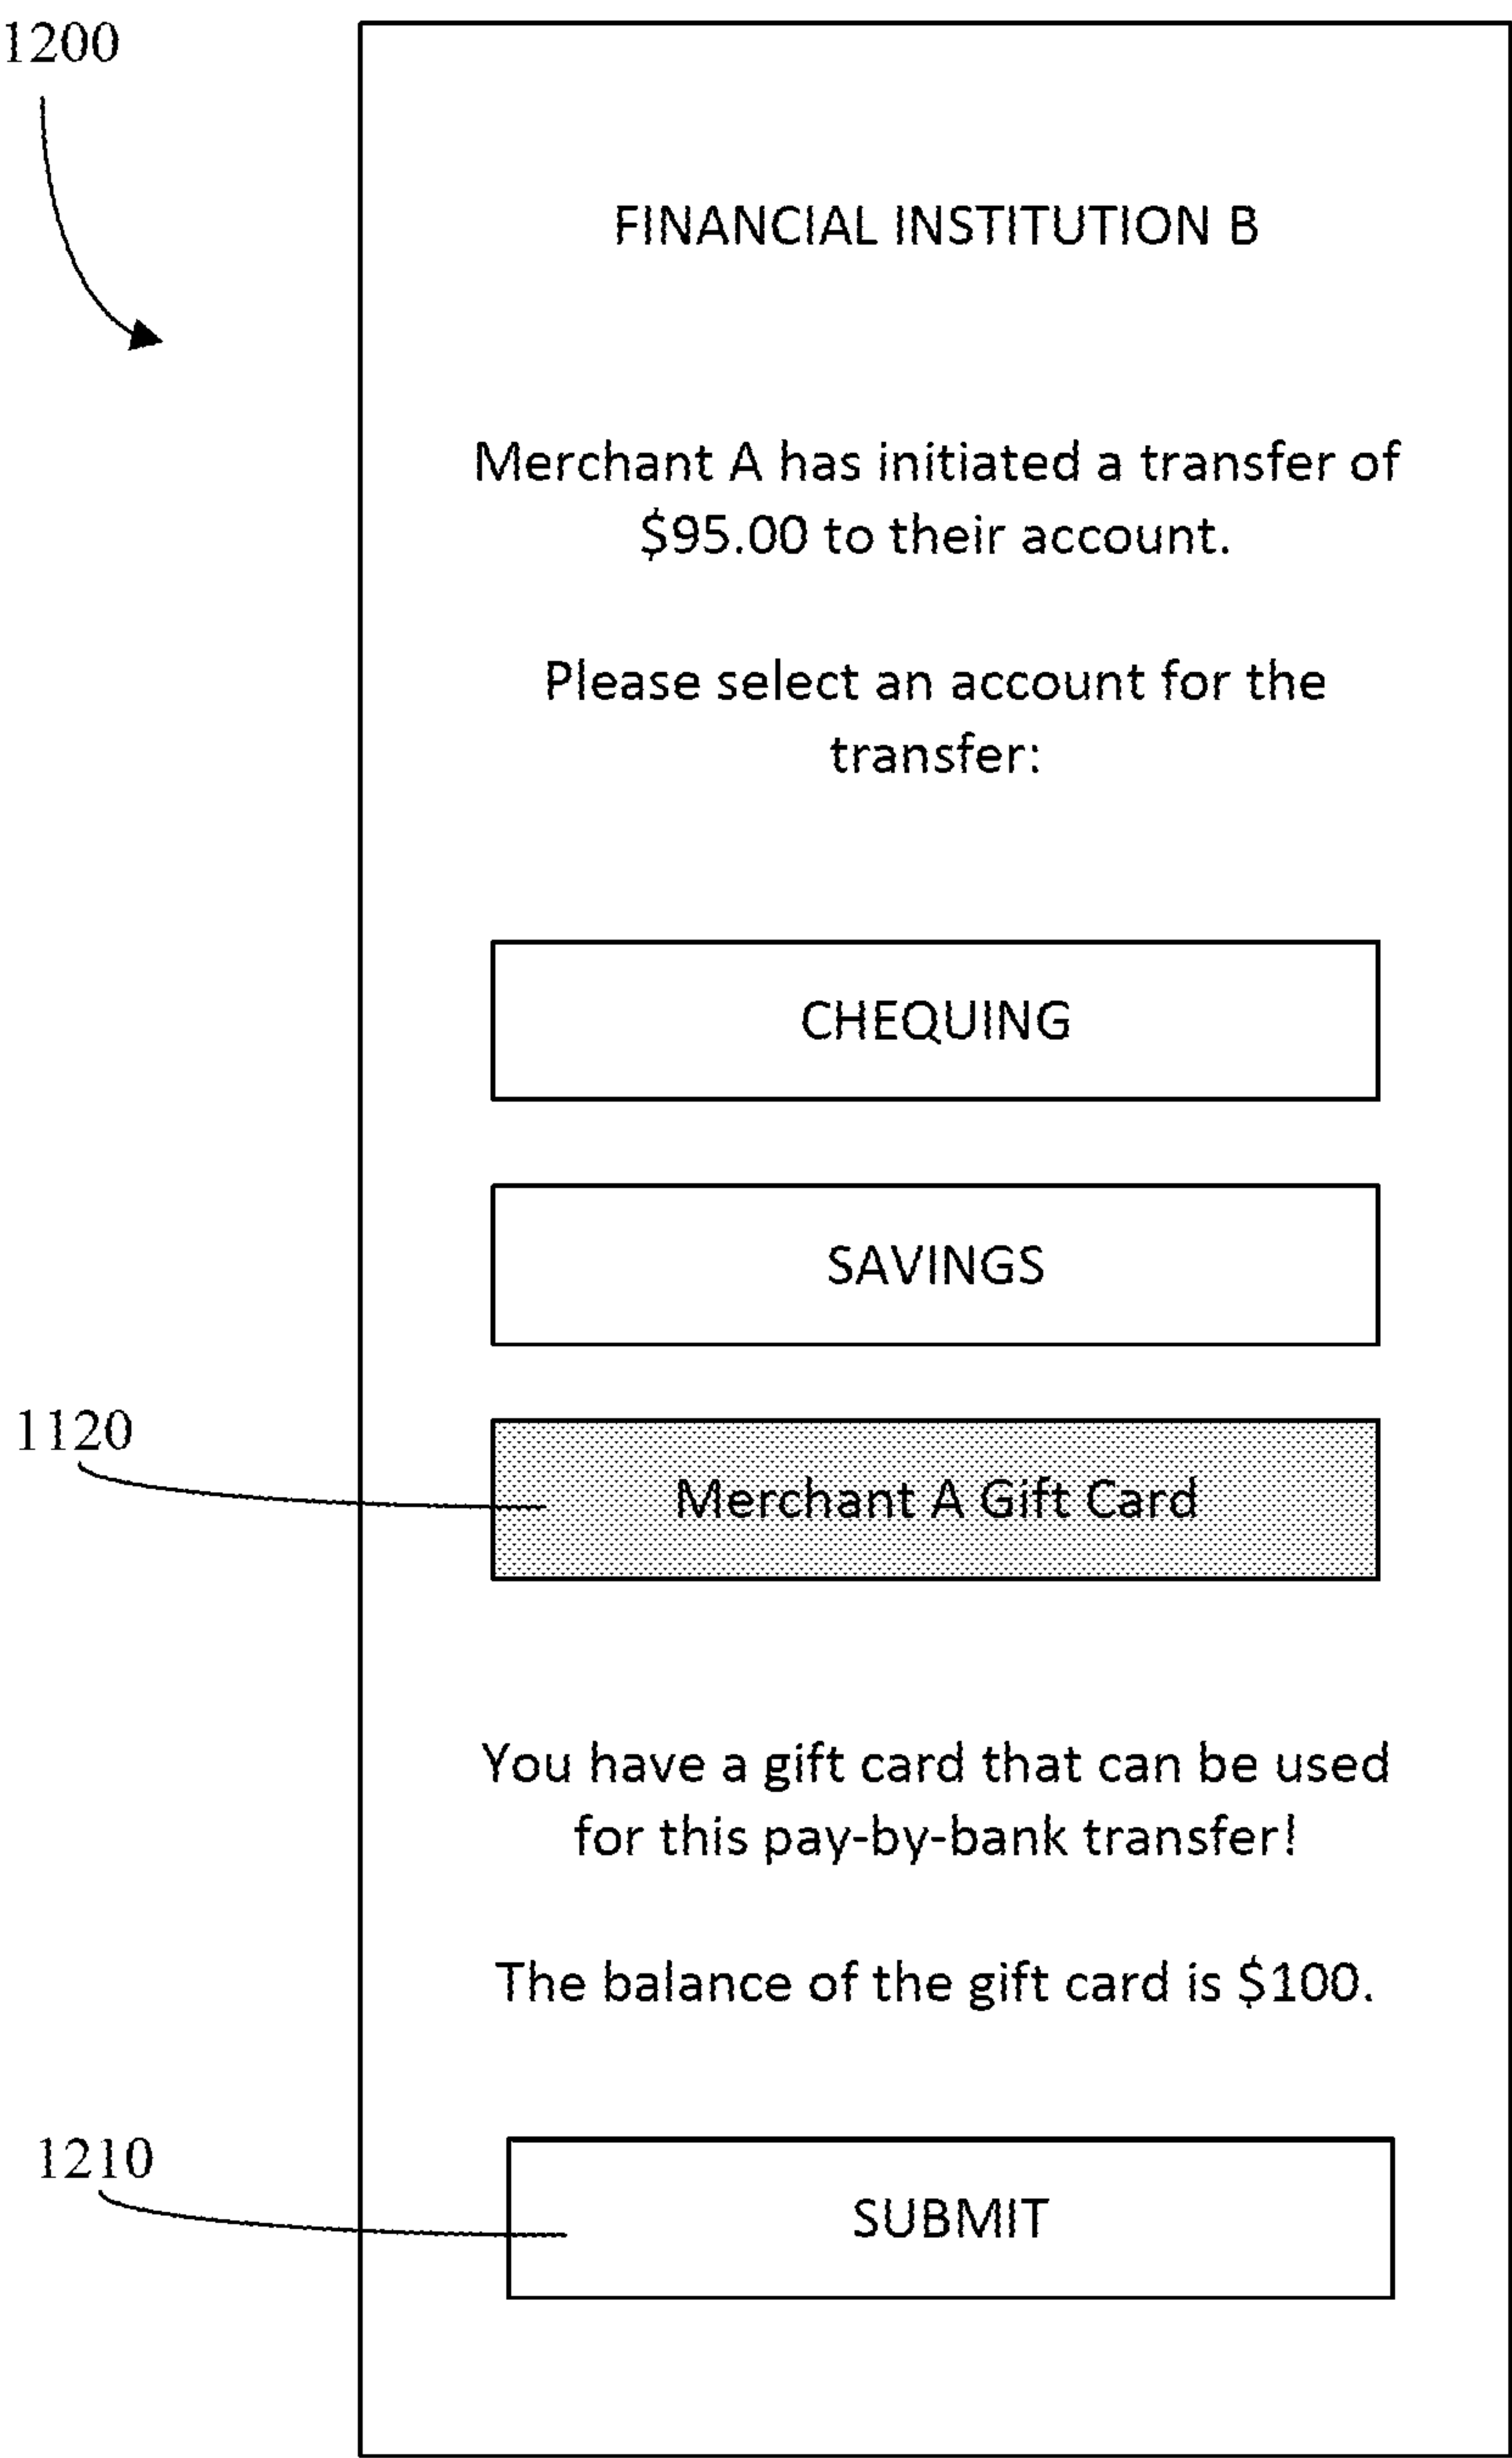 1200
FINANCIAL INSTITUTION B
Merchant A has initiated a transfer of
$95.00 to their account.
Please select an account for the
transfer:
CHEQUING
SAVINGS
1120
Merchant A Gift Card
You have a gift card that can be used
for this pay-by-bank transfer!
The balance of the gift card is $100.
1210
SUBMIT